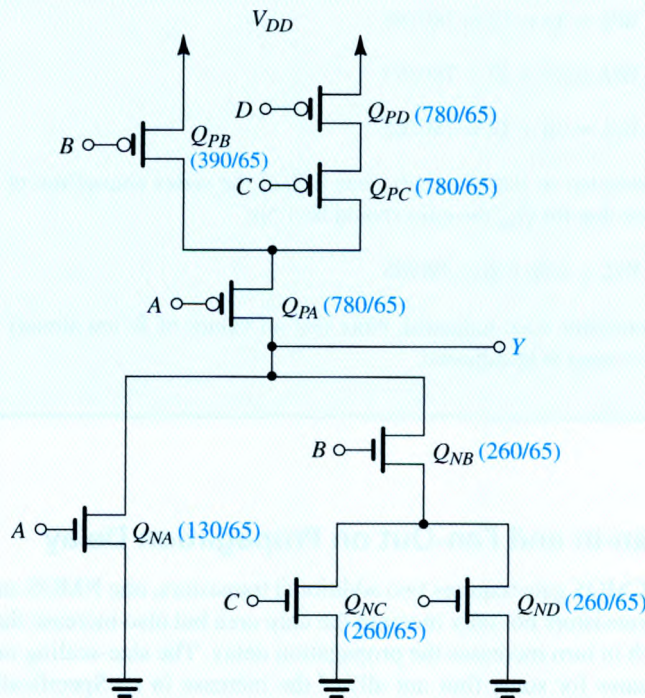 V_DD
D
Q_PD (780/65)
B
Q_PB
(390/65)
C
Q_PC (780/65)
A
Q_PA (780/65)
Y
B
Q_NB (260/65)
A
Q_NA (130/65)
C
Q_NC
(260/65)
Q_ND (260/65)